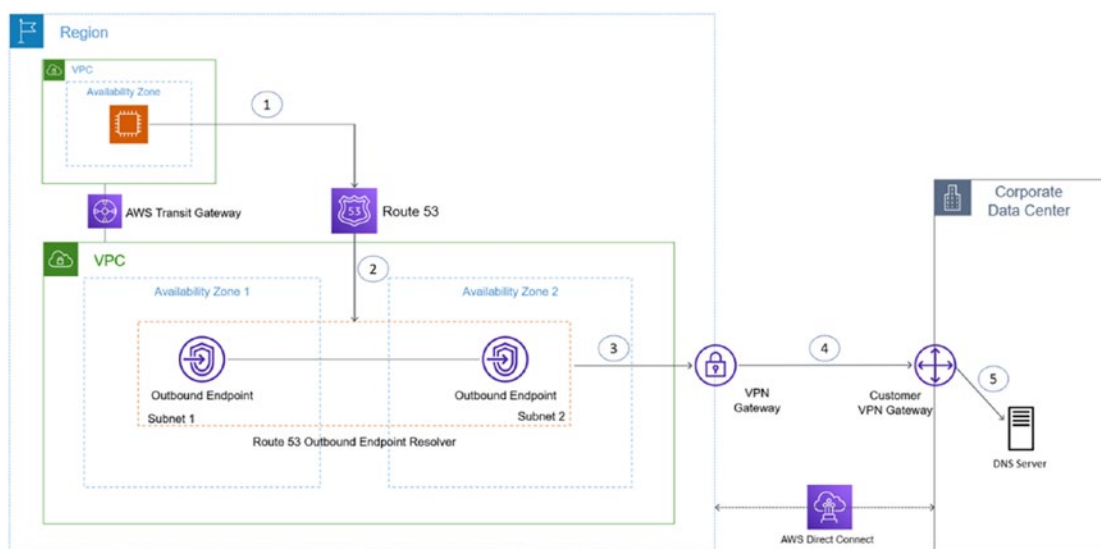 Region
VPC
Availability Zone
1
AWS Transit Gateway
53
Route 53
Corporate
Data Center
VPC
2
Availability Zone 1
Availability Zone 2
3
4
5
Outbound Endpoint
Outbound Endpoint
Subnet 1
Subnet 2
Route 53 Outbound Endpoint Resolver
VPN
Gateway
Customer
VPN Gateway
DNS Server
AWS Direct Connect